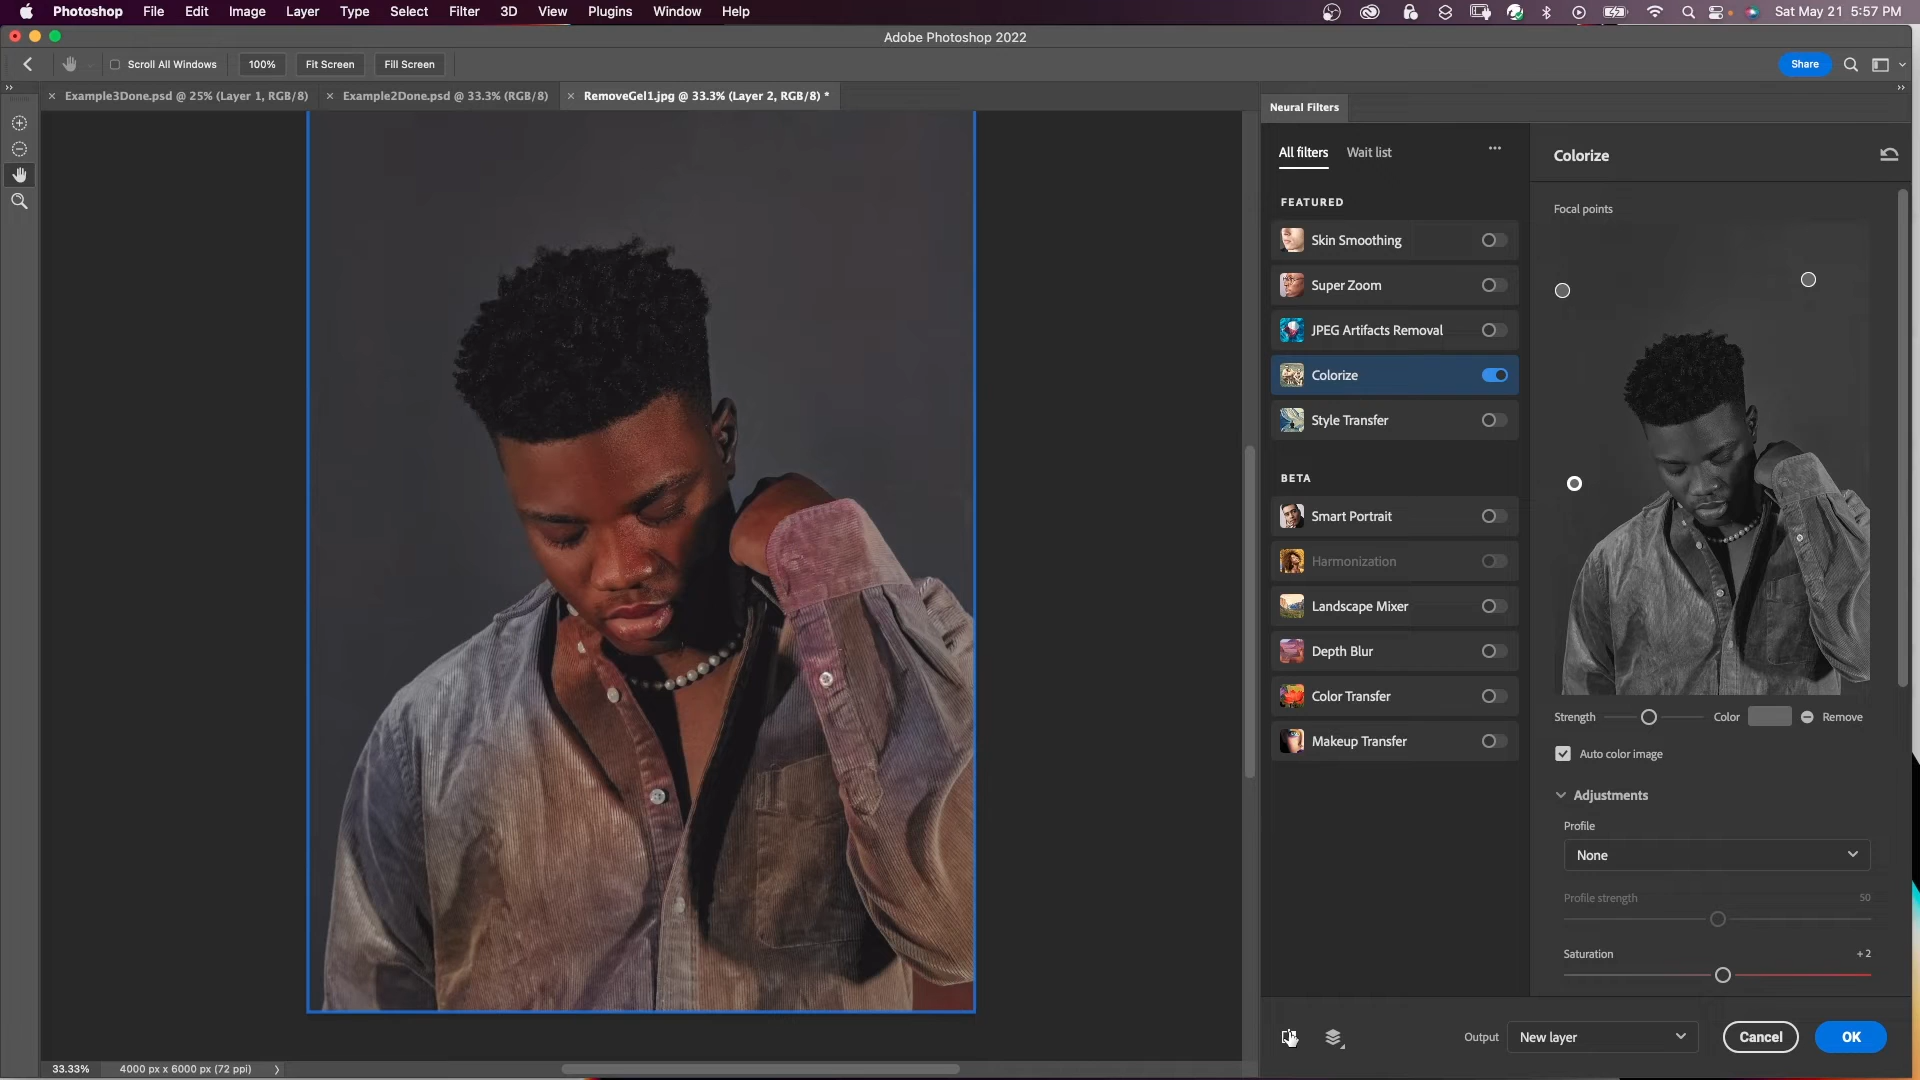 Photoshop File Edit Image Layer Type Select Filter 3D View Plugins Window Help Sat May 21 5:57 PM
Adobe Photoshop 2022
Scroll All Windows 100% Fit Screen Fill Screen Share
Example3Done.psd @ 25% (Layer 1, RGB/8) Example2Done.psd @ 33.3% (RGB/8) RemoveGel1.jpg @ 33.3% (Layer 2, RGB/8) *
Neural Filters
All filters Wait list
Colorize
FEATURED
Focal points
Skin Smoothing
Super Zoom
JPEG Artifacts Removal
Colorize
Style Transfer
BETA
Smart Portrait
Harmonization
Landscape Mixer
Depth Blur
Color Transfer
Makeup Transfer
Strength Color Remove
Auto color image
Adjustments
Profile
None
Profile strength 50
Saturation +2
Output New layer Cancel OK
33.33% 4000 px x 6000 px (72 ppi)